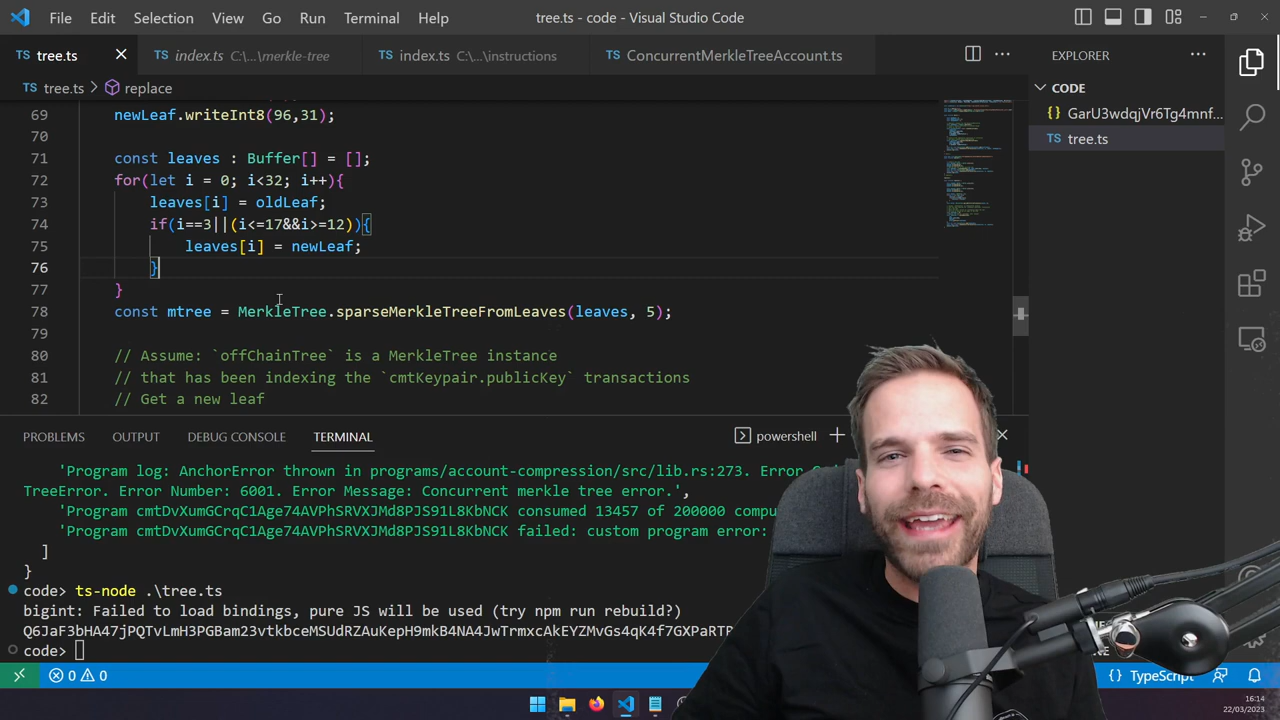 File Edit Selection View Go Run Terminal Help
tree.ts - code - Visual Studio Code
TS tree.ts
TS index.ts C:\...\merkle-tree
TS index.ts C:\...\instructions
TS ConcurrentMerkleTreeAccount.ts
EXPLORER
TS tree.ts > replace
CODE
{} GarU3wdqjVr6Tg4mnf...
TS tree.ts
69 newLeaf.writeInt8(96,31);
70
71 const leaves : Buffer[] = [];
72 for(let i = 0; i<32; i++){
73 leaves[i] = oldLeaf;
74 if(i==3||(i<=17&&i>=12)){
75 leaves[i] = newLeaf;
76 }
77 }
78 const mtree = MerkleTree.sparseMerkleTreeFromLeaves(leaves, 5);
79
80 // Assume: `offChainTree` is a MerkleTree instance
81 // that has been indexing the `cmtKeypair.publicKey` transactions
82 // Get a new leaf
PROBLEMS OUTPUT DEBUG CONSOLE TERMINAL
powershell
'Program log: AnchorError thrown in programs/account-compression/src/lib.rs:273. Error
TreeError. Error Number: 6001. Error Message: Concurrent merkle tree error.',
'Program cmtDvXumGCrqC1Age74AVPhSRVXJMd8PJS91L8KbNCK consumed 13457 of 200000
'Program cmtDvXumGCrqC1Age74AVPhSRVXJMd8PJS91L8KbNCK failed: custom program error:
]
}
code> ts-node .\tree.ts
bigint: Failed to load bindings, pure JS will be used (try npm run rebuild?)
Q6JaF3bHA47jPQTvLmH3PGBam23vtkbceMSUdRZAuKepH9mkB4NA4JwTrmxcAkEYZMvGs4qK4f7GXPaRTP
code>
0 0
{} TypeScript
16:14
22/03/2023